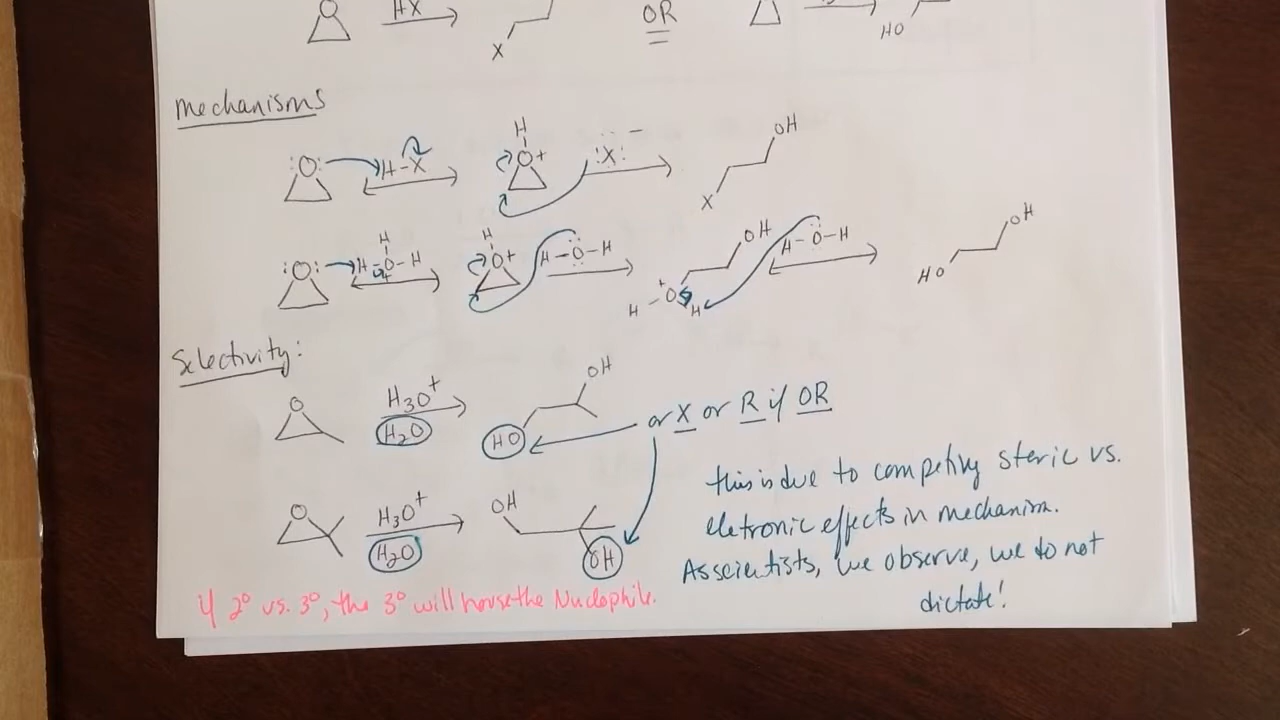 HX
X
OR
HO
Mechanisms
:O: H-X
H
O+ :X: −
OH
X
:O: H-O-H
H
+
H
O+ H-O-H
OH
H-O-H
+
H-O
H
OH
HO
Selectivity:
O H3O+ OH
H2O HO
or X or R if OR
O H3O+ OH
H2O OH
this is due to competing steric vs.
eletronic effects in mechanism.
As scientists, we observe, we do not
dictate!
if 2° vs. 3°, the 3° will house the Nucleophile.